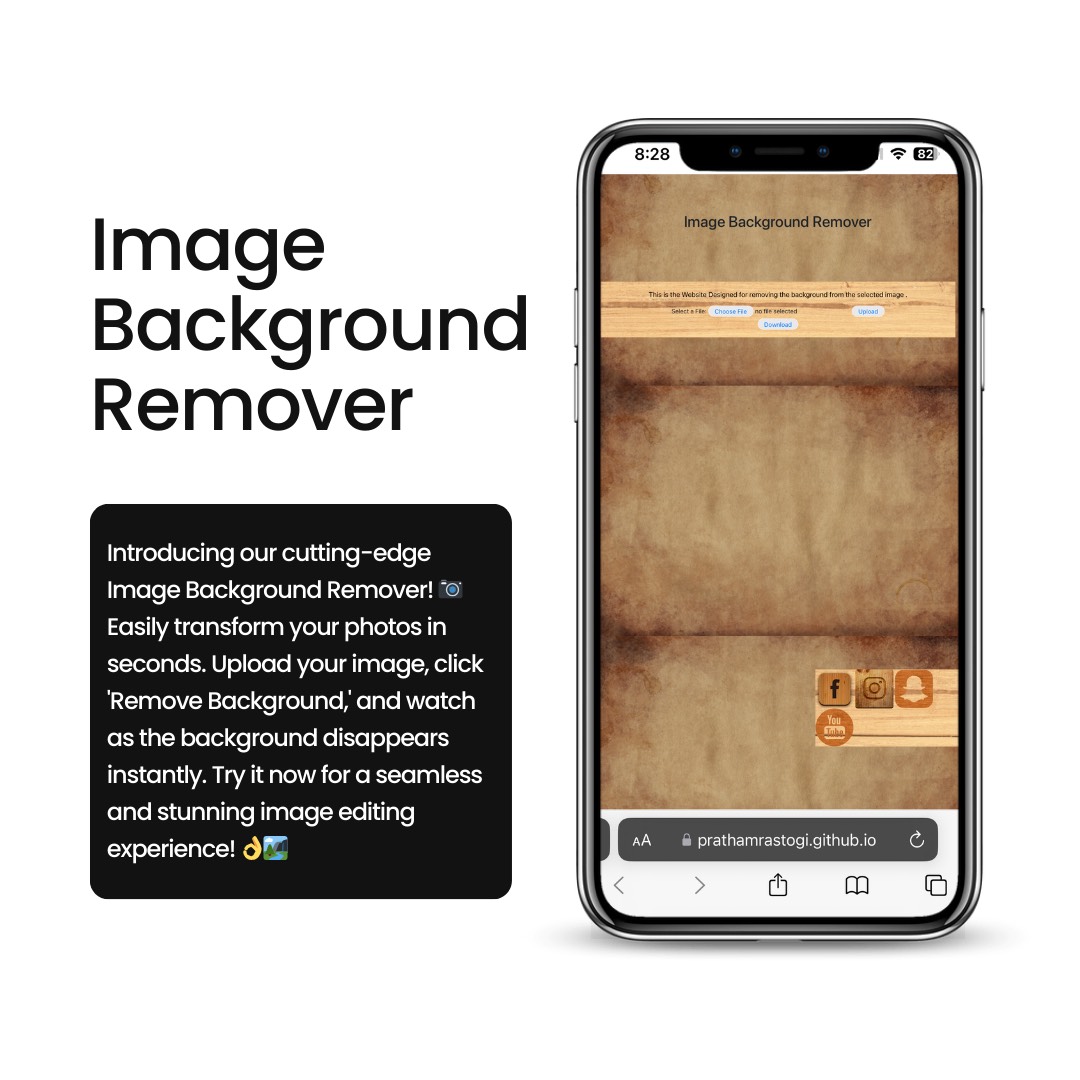 Image
Background
Remover
Introducing our cutting-edge
Image Background Remover! 📷
Easily transform your photos in
seconds. Upload your image, click
'Remove Background,' and watch
as the background disappears
instantly. Try it now for a seamless
and stunning image editing
experience! 👌🏞️
8:28
82
Image Background Remover
This is the Website Designed for removing the background from the selected image .
Select a File: Choose File no file selected Upload
Download
You
Tube
AA prathamrastogi.github.io